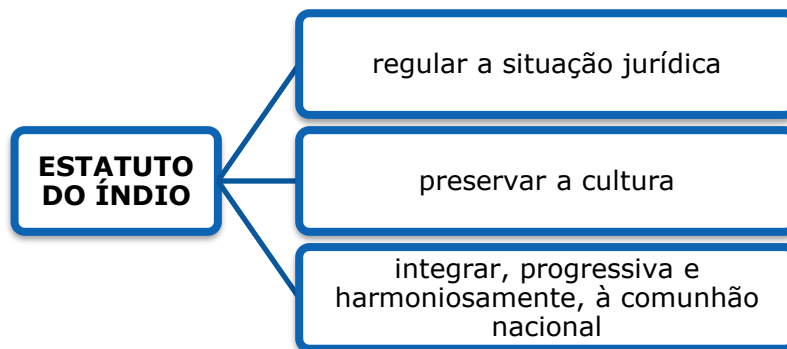 ESTATUTO
DO ÍNDIO
regular a situação jurídica
preservar a cultura
integrar, progressiva e
harmoniosamente, à comunhão
nacional